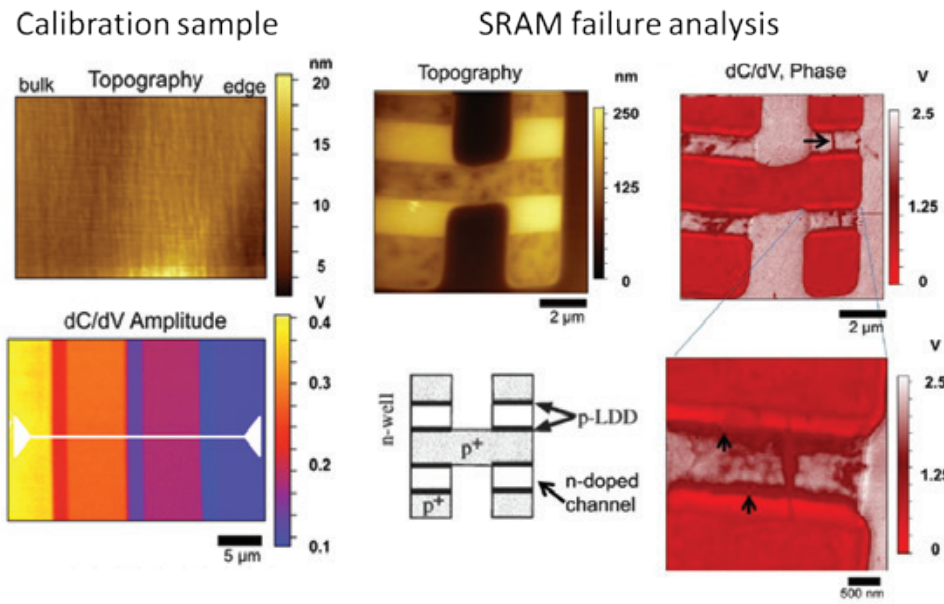 Calibration sample
SRAM failure analysis
bulk
Topography
edge
nm
20
15
10
5
dC/dV Amplitude
V
0.4
0.3
0.2
0.1
5 µm
Topography
nm
250
125
0
2 µm
dC/dV, Phase
V
2.5
1.25
0
2 µm
n-well
p-LDD
p+
n-doped
channel
p+
V
2.5
1.25
0
500 nm